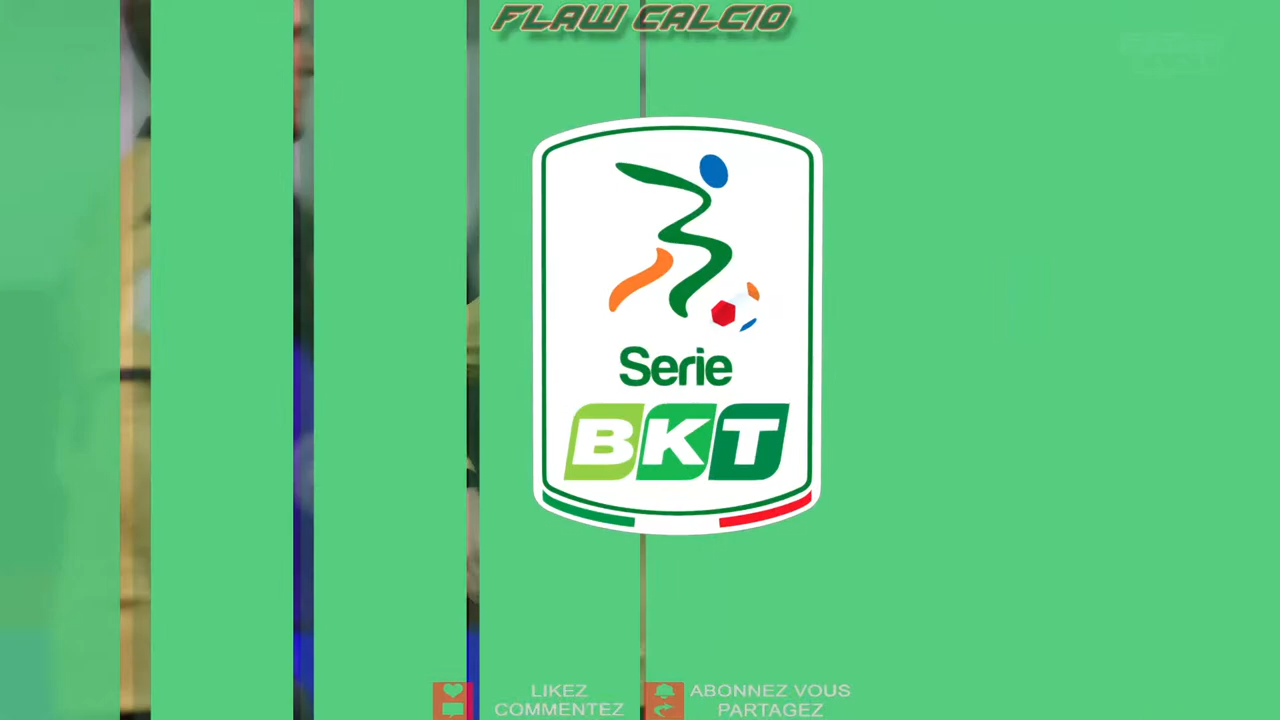 FLAW CALCIO
Serie
BKT
LIKEZ
COMMENTEZ
ABONNEZ VOUS
PARTAGEZ